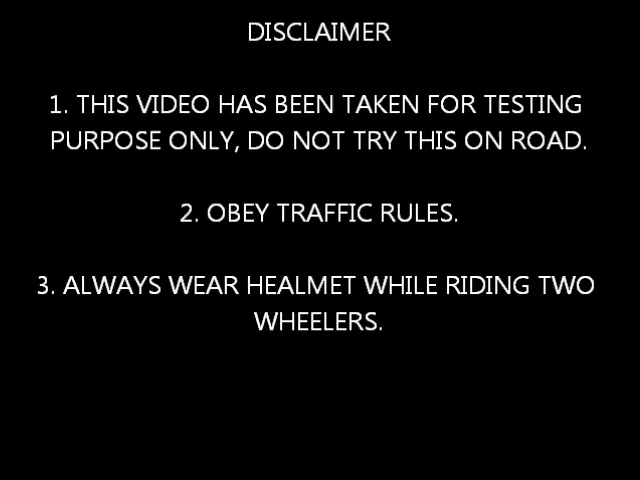 DISCLAIMER
1. THIS VIDEO HAS BEEN TAKEN FOR TESTING
PURPOSE ONLY, DO NOT TRY THIS ON ROAD.
2. OBEY TRAFFIC RULES.
3. ALWAYS WEAR HEALMET WHILE RIDING TWO
WHEELERS.